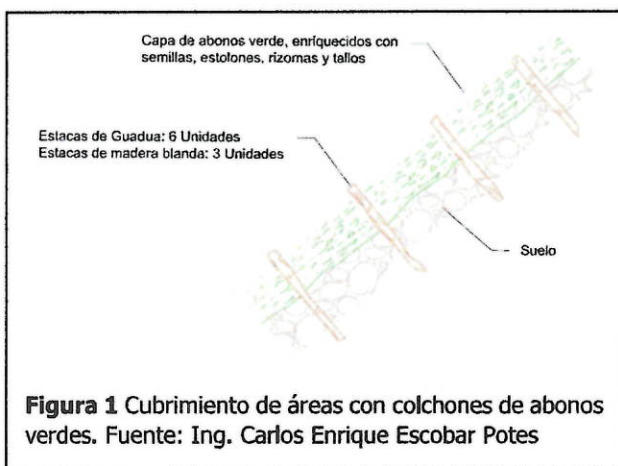 Capa de abonos verde, enriquecidos con
semillas, estolones, rizomas y tallos
Estacas de Guadua: 6 Unidades
Estacas de madera blanda: 3 Unidades
Suelo
Figura 1 Cubrimiento de áreas con colchones de abonos
verdes. Fuente: Ing. Carlos Enrique Escobar Potes